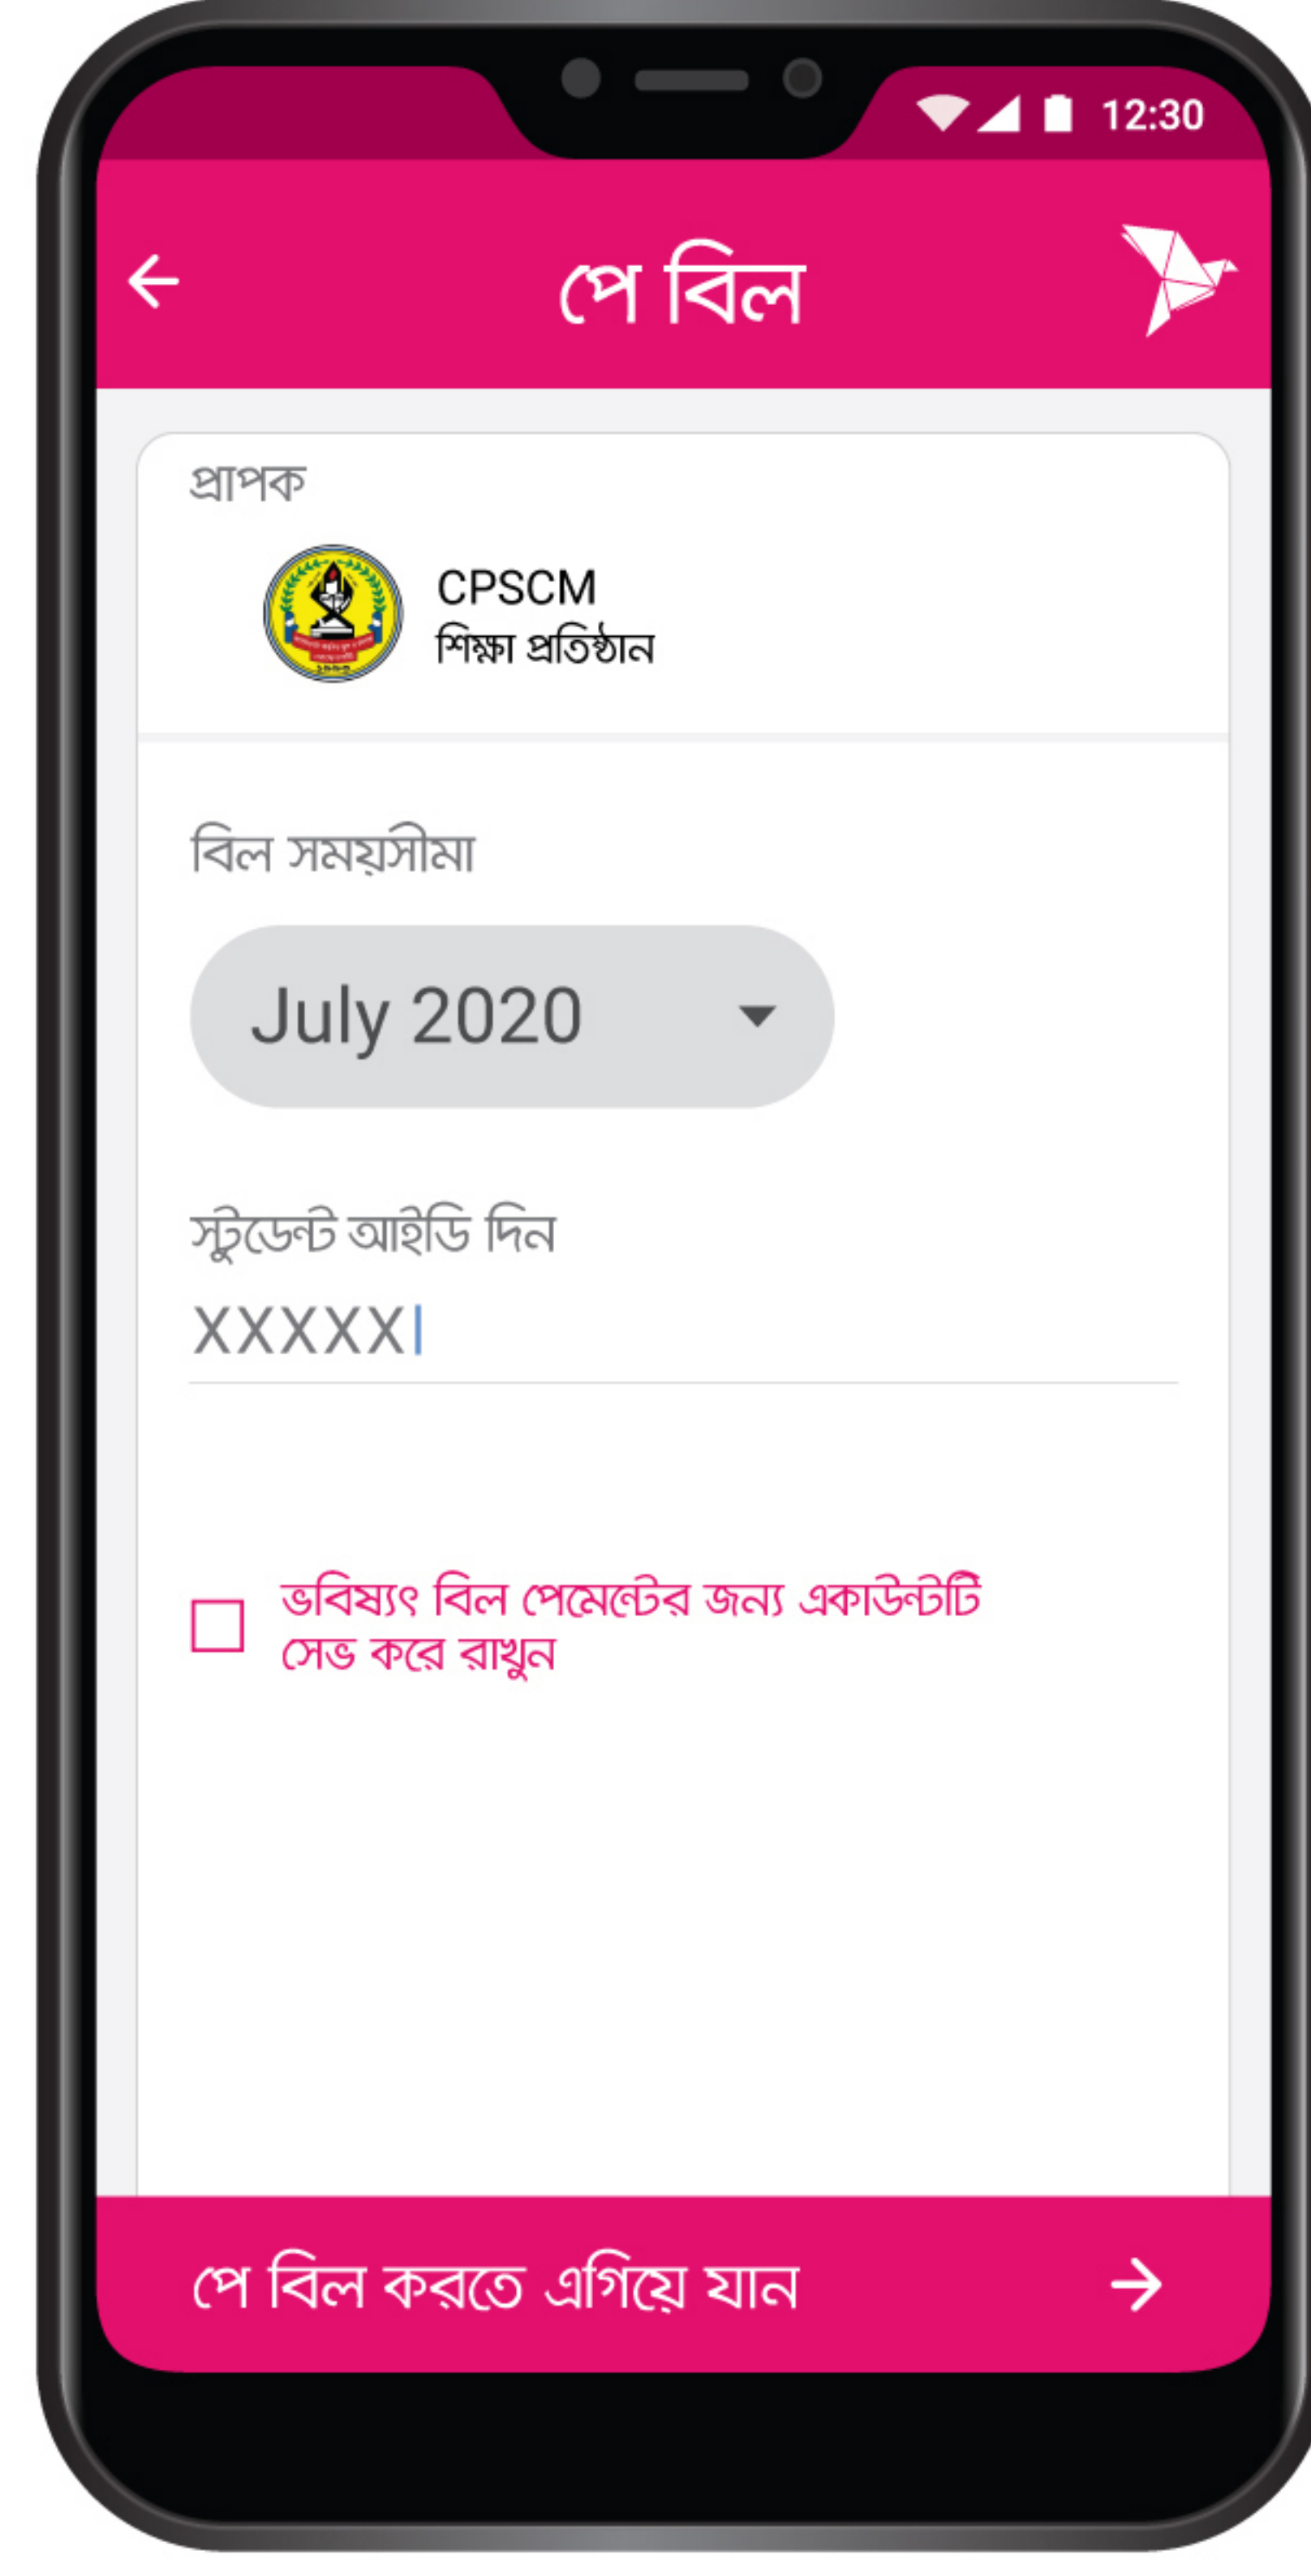 12:30
পে বিল
প্রাপক
CPSCM
শিক্ষা প্রতিষ্ঠান
বিল সময়সীমা
July 2020
স্টুডেন্ট আইডি দিন
XXXXX
ভবিষ্যৎ বিল পেমেন্টের জন্য একাউন্টটি
সেভ করে রাখুন
পে বিল করতে এগিয়ে যান